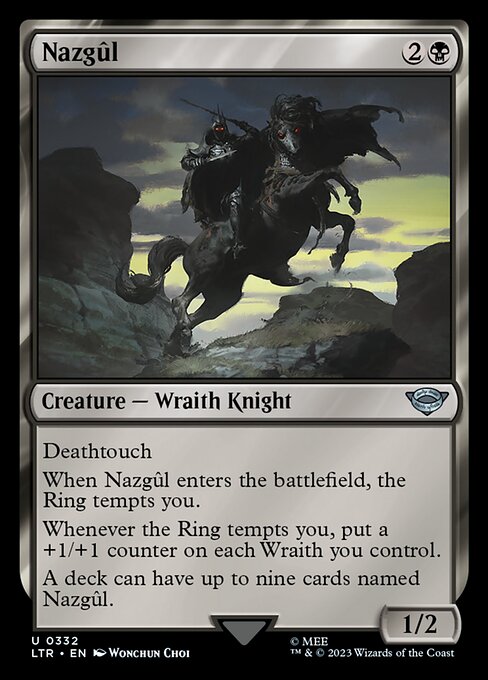 Nazgûl 2
Creature — Wraith Knight
Deathtouch
When Nazgûl enters the battlefield, the
Ring tempts you.
Whenever the Ring tempts you, put a
+1/+1 counter on each Wraith you control.
A deck can have up to nine cards named
Nazgûl.
1/2
U 0332
LTR • EN Wonchun Choi
© MEE
™ & © 2023 Wizards of the Coast